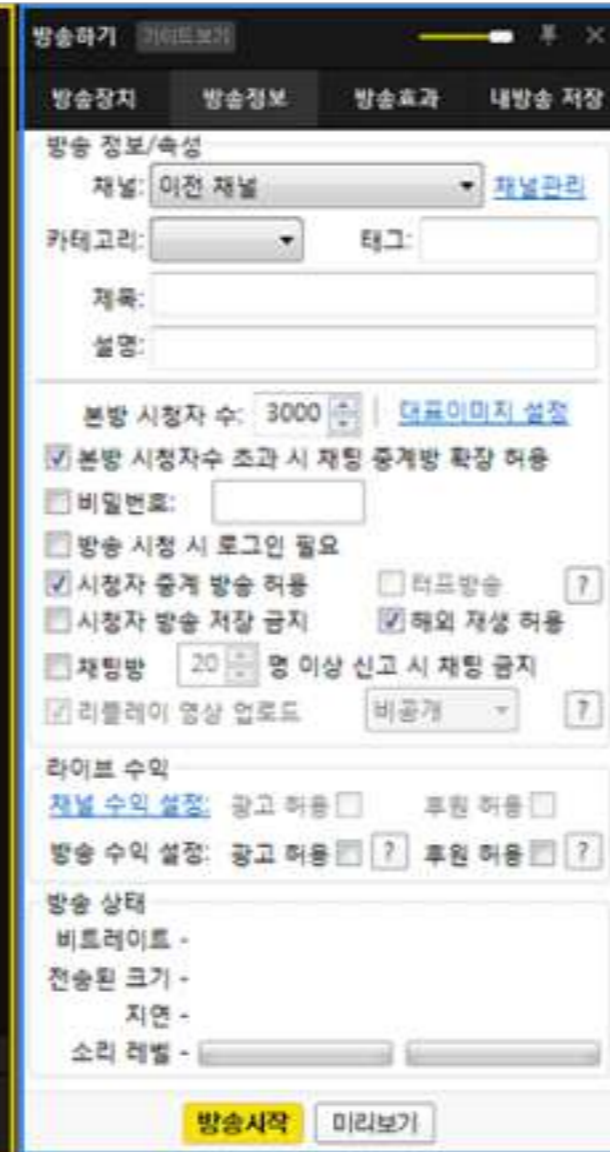 방송하기 가이드보기
방송장치 방송정보 방송효과 내방송 저장
방송 정보/속성
채널: 이전 채널 채널관리
카테고리: 태그:
제목:
설명:
본방 시청자 수: 3000 대표이미지 설정
본방 시청자수 초과 시 채팅 중계방 확장 허용
비밀번호:
방송 시청 시 로그인 필요
시청자 중계 방송 허용 터프방송 ?
시청자 방송 저장 금지 해외 재생 허용
채팅방 20 명 이상 신고 시 채팅 금지
리플레이 영상 업로드 비공개 ?
라이브 수익
채널 수익 설정: 광고 허용 후원 허용
방송 수익 설정: 광고 허용 ? 후원 허용 ?
방송 상태
비트레이트 -
전송된 크기 -
지연 -
소리 레벨 -
방송시작 미리보기